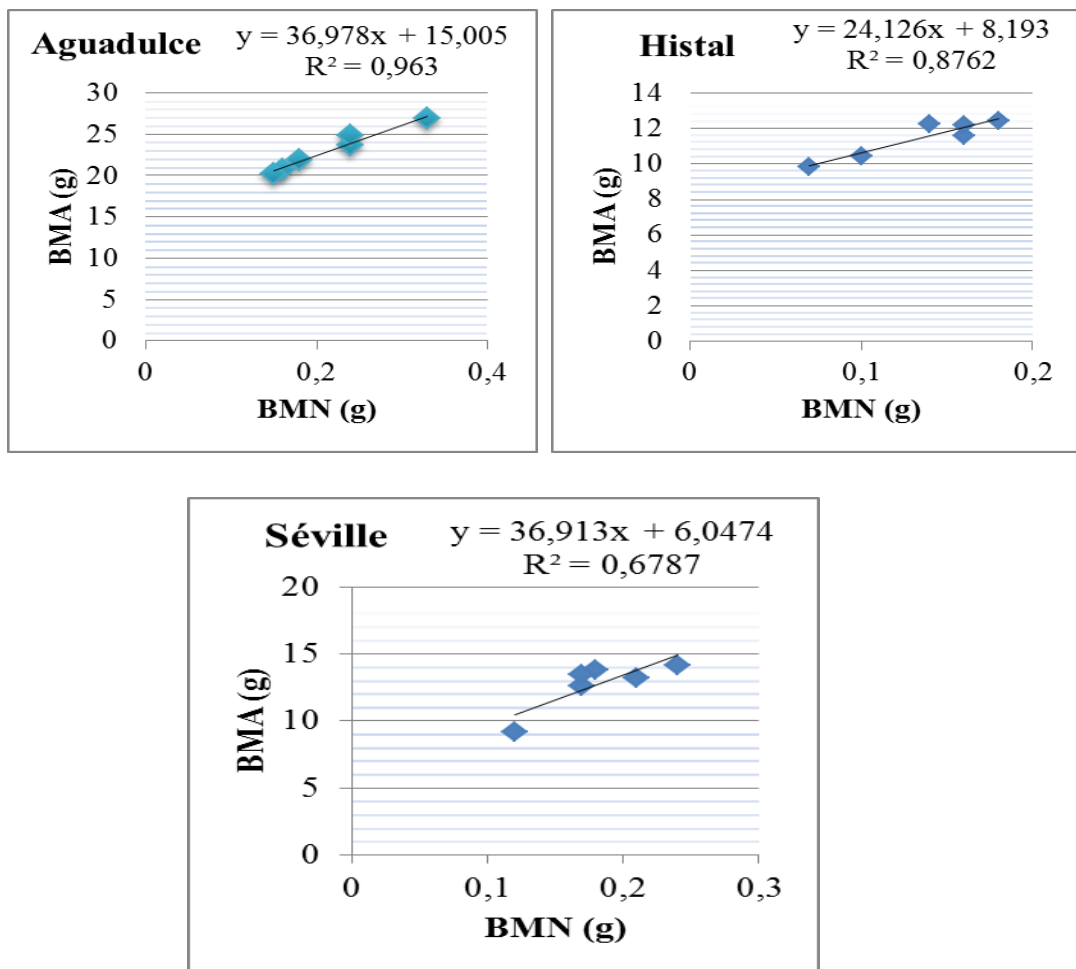 Aguadulce
y = 36,978x + 15,005
R² = 0,963
30
25
20
15
10
5
0
BMA (g)
0 0,2 0,4
BMN (g)
Histal
y = 24,126x + 8,193
R² = 0,8762
14
12
10
8
6
4
2
0
BMA (g)
0 0,1 0,2
BMN (g)
Séville
y = 36,913x + 6,0474
R² = 0,6787
20
15
10
5
0
BMA (g)
0 0,1 0,2 0,3
BMN (g)